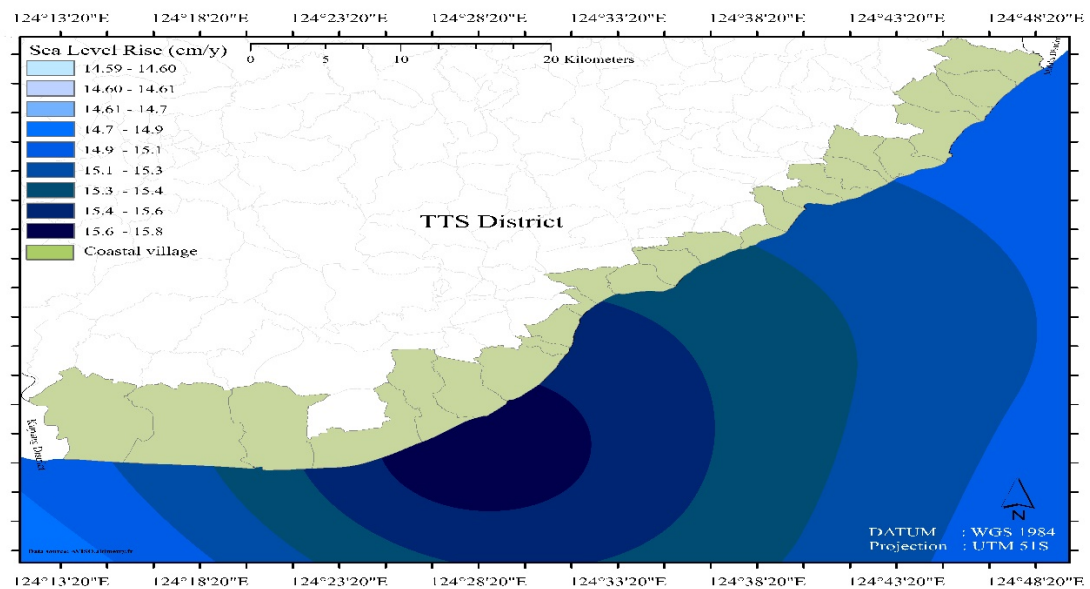 124°13'20"E 124°18'20"E 124°23'20"E 124°28'20"E 124°33'20"E 124°38'20"E 124°43'20"E 124°48'20"E
Sea Level Rise (cm/y)
0 5 10 20 Kilometers
14.59 - 14.60
14.60 - 14.61
14.61 - 14.7
14.7 - 14.9
14.9 - 15.1
15.1 - 15.3
15.3 - 15.4
15.4 - 15.6
15.6 - 15.8
Coastal village
TTS District
N
DATUM : WGS 1984
Projection : UTM 51S
124°13'20"E 124°18'20"E 124°23'20"E 124°28'20"E 124°33'20"E 124°38'20"E 124°43'20"E 124°48'20"E